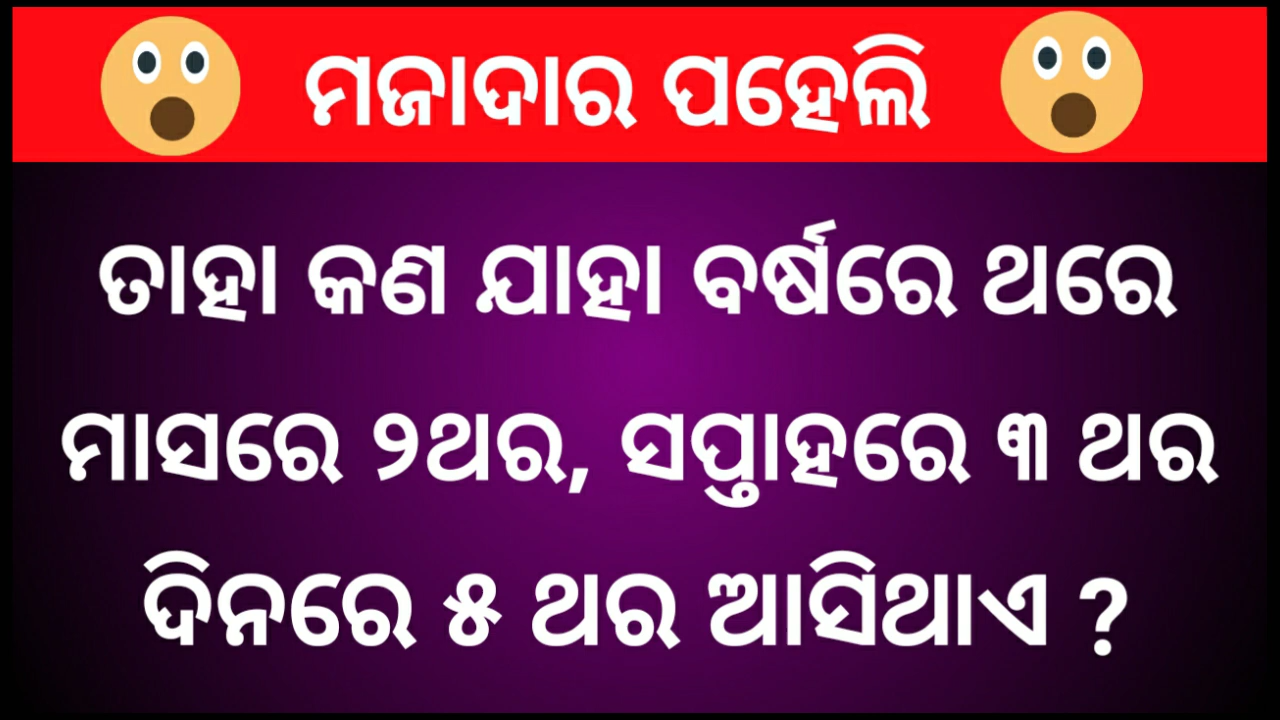 ମଜାଦାର ପହେଲି
ତାହା କଣ ଯାହା ବର୍ଷରେ ଥରେ
ମାସରେ ୨ଥର, ସପ୍ତାହରେ ୩ ଥର
ଦିନରେ ୫ ଥର ଆସିଥାଏ ?